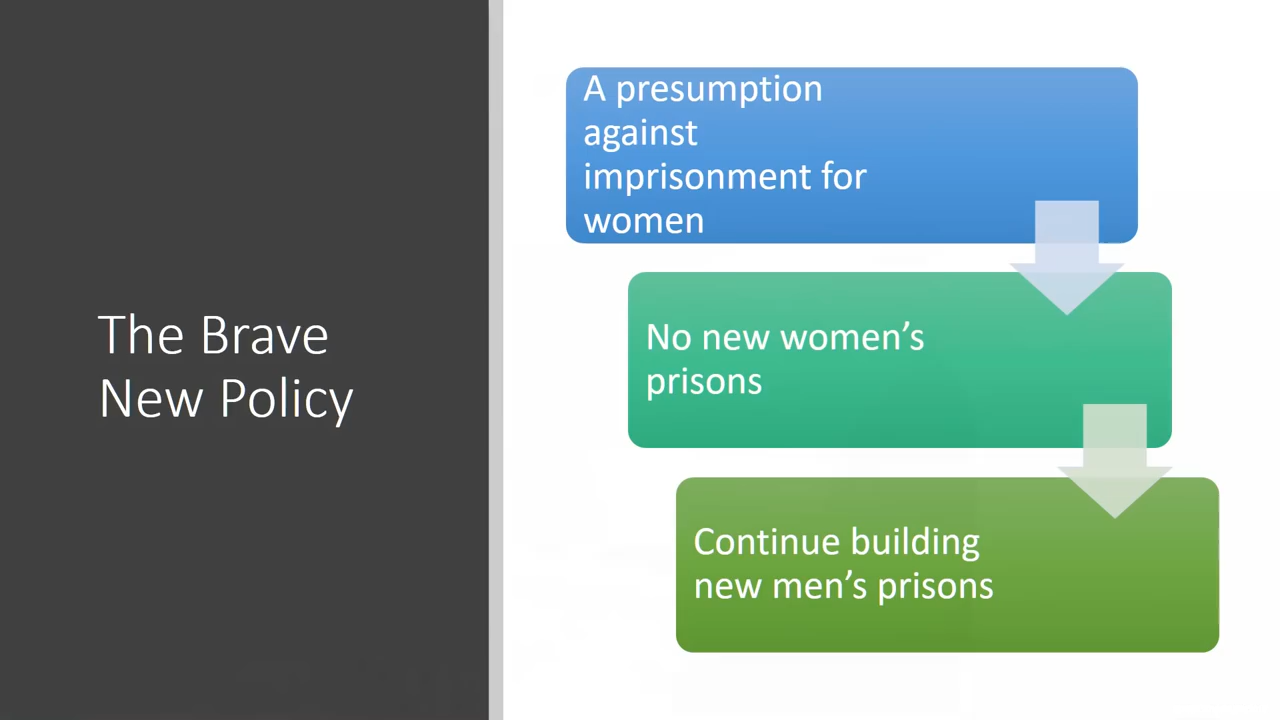 The Brave
New Policy
A presumption
against
imprisonment for
women
No new women’s
prisons
Continue building
new men’s prisons